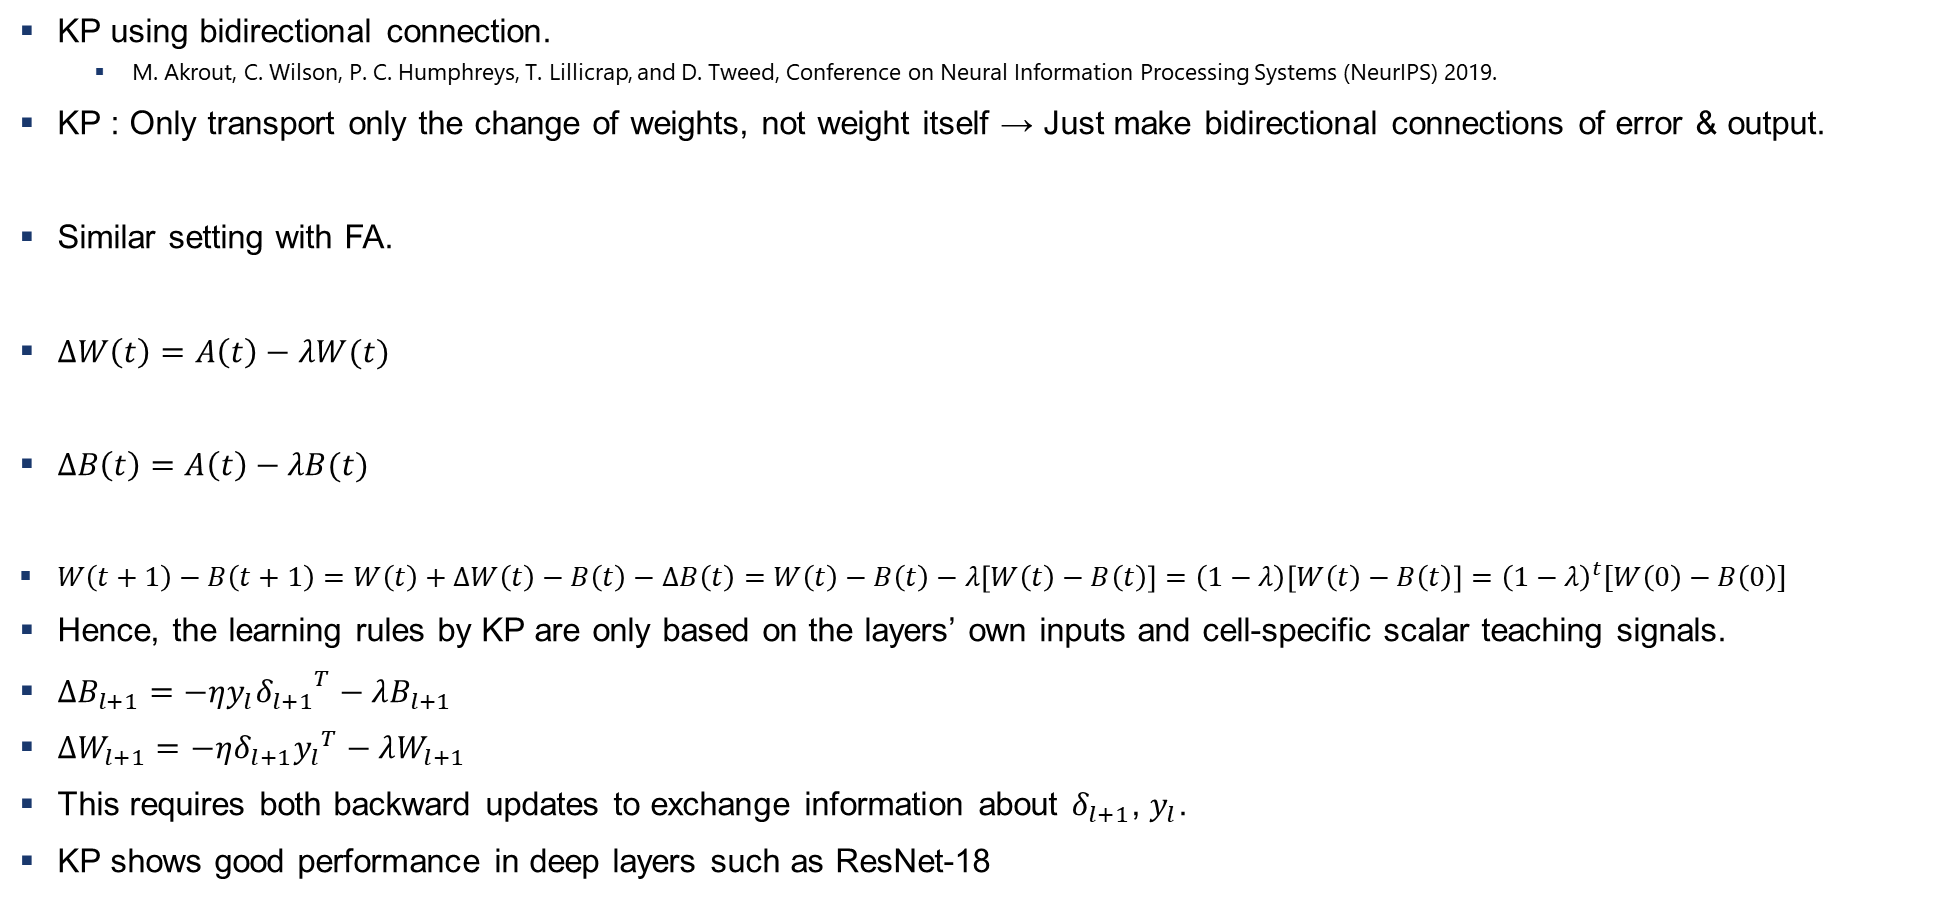 ▪ KP using bidirectional connection.
▪ M. Akrout, C. Wilson, P. C. Humphreys, T. Lillicrap, and D. Tweed, Conference on Neural Information Processing Systems (NeurIPS) 2019.
▪ KP : Only transport only the change of weights, not weight itself → Just make bidirectional connections of error & output.
▪ Similar setting with FA.
▪ ΔW(t) = A(t) − λW(t)
▪ ΔB(t) = A(t) − λB(t)
▪ W(t + 1) − B(t + 1) = W(t) + ΔW(t) − B(t) − ΔB(t) = W(t) − B(t) − λ[W(t) − B(t)] = (1 − λ)[W(t) − B(t)] = (1 − λ)^t[W(0) − B(0)]
▪ Hence, the learning rules by KP are only based on the layers’ own inputs and cell-specific scalar teaching signals.
▪ ΔB_{l+1} = −ηy_l δ_{l+1}^T − λB_{l+1}
▪ ΔW_{l+1} = −ηδ_{l+1}y_l^T − λW_{l+1}
▪ This requires both backward updates to exchange information about δ_{l+1}, y_l.
▪ KP shows good performance in deep layers such as ResNet-18